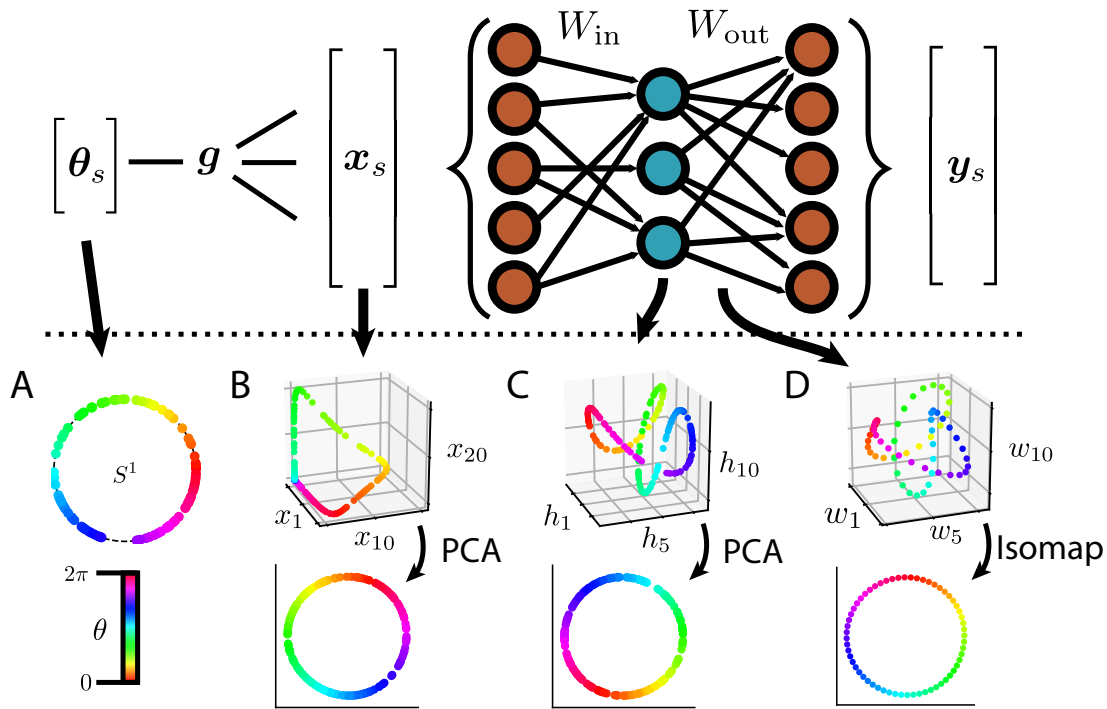 W_in W_out
θ_s g x_s y_s
A B C D
S^1
x_1 x_10 x_20
h_1 h_5 h_10
w_1 w_5 w_10
PCA PCA Isomap
2π
θ
0